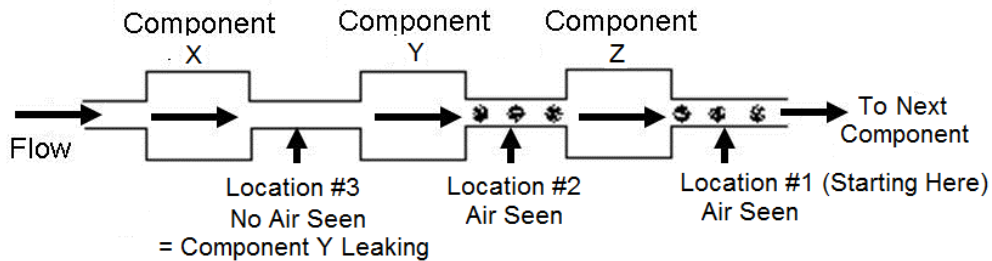 Component
X
Component
Y
Component
Z
Flow
To Next
Component
Location #3
No Air Seen
= Component Y Leaking
Location #2
Air Seen
Location #1 (Starting Here)
Air Seen